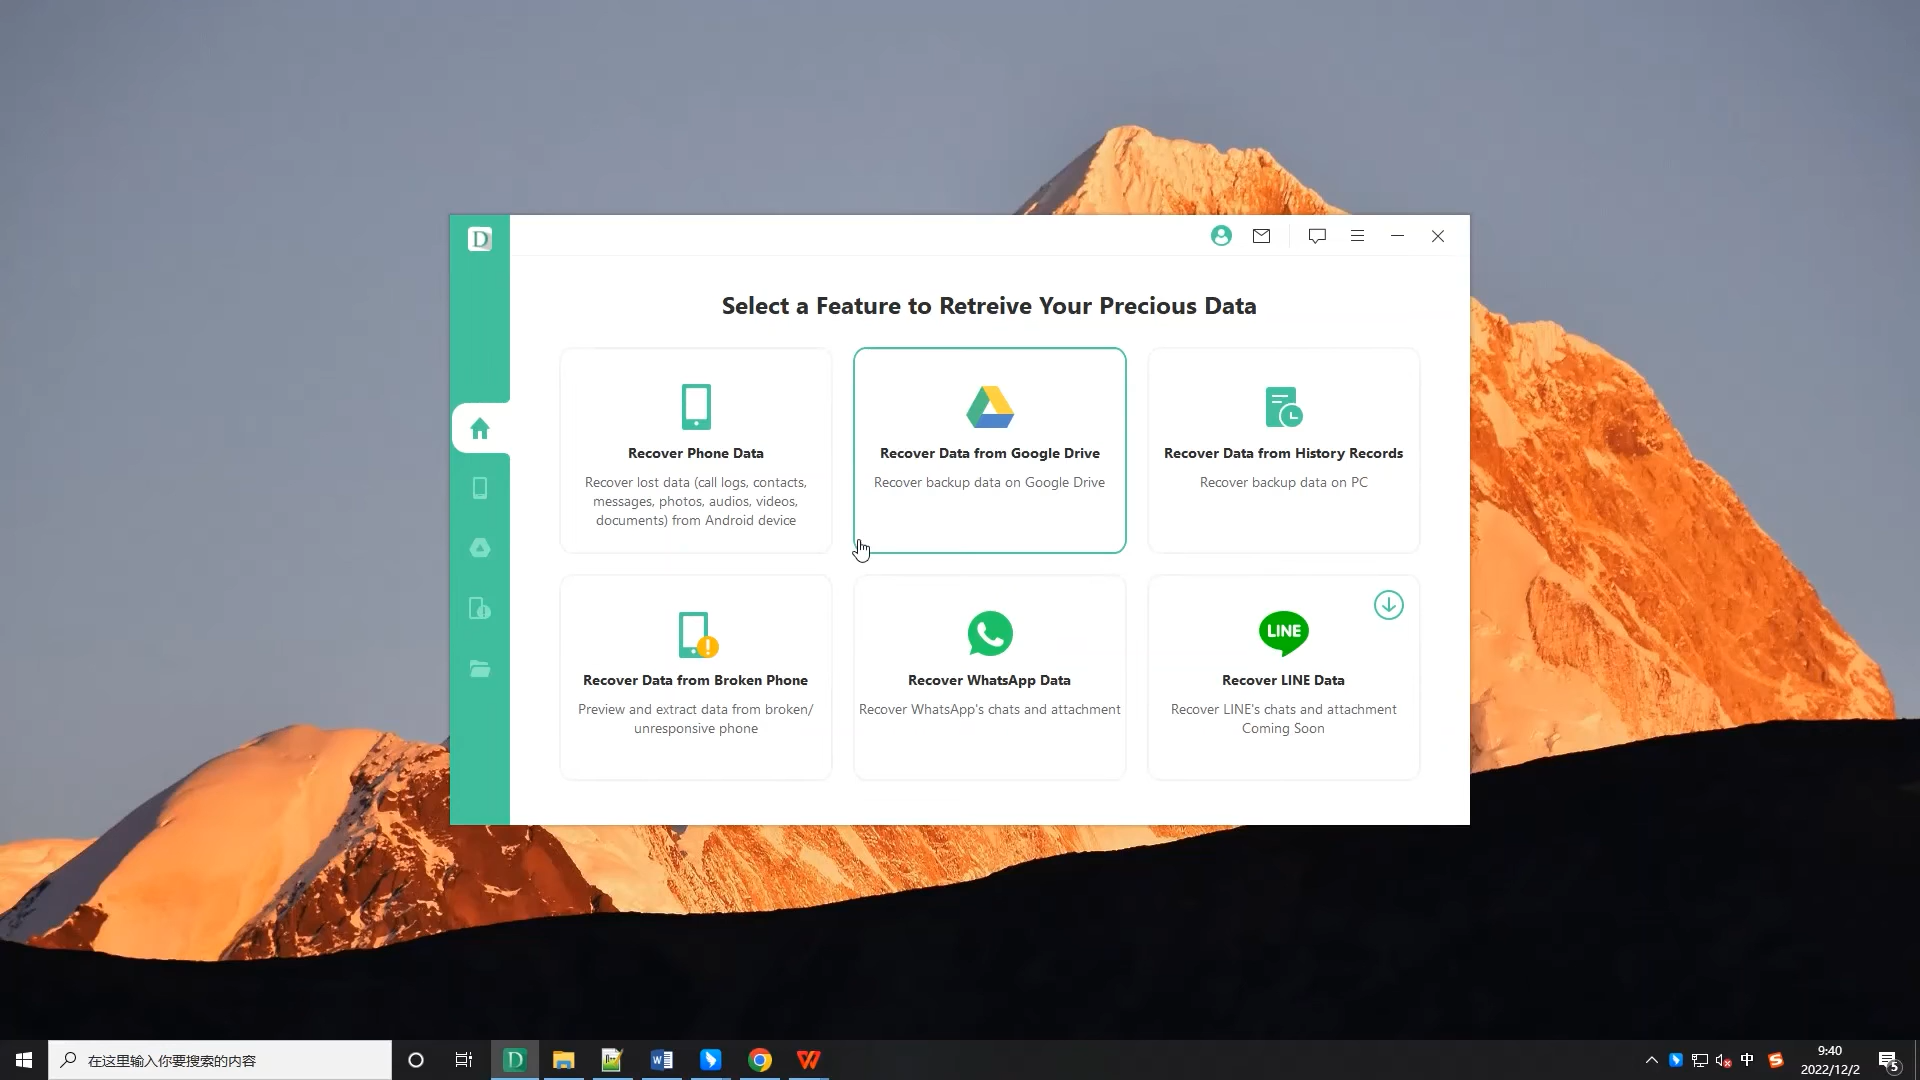 D
Select a Feature to Retreive Your Precious Data
Recover Phone Data
Recover lost data (call logs, contacts,
messages, photos, audios, videos,
documents) from Android device
Recover Data from Google Drive
Recover backup data on Google Drive
Recover Data from History Records
Recover backup data on PC
Recover Data from Broken Phone
Preview and extract data from broken/
unresponsive phone
Recover WhatsApp Data
Recover WhatsApp's chats and attachment
LINE
Recover LINE Data
Recover LINE's chats and attachment
Coming Soon
在这里输入你要搜索的内容
D
W
中
S
9:40
2022/12/2
5